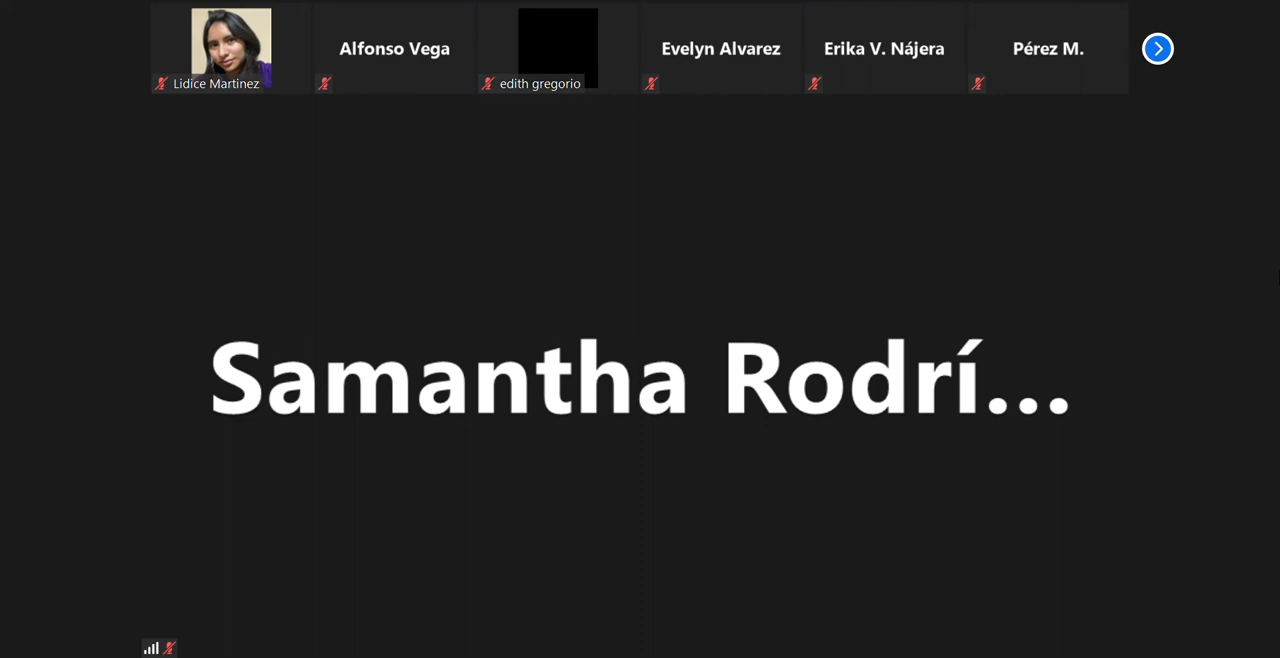 Alfonso Vega
Evelyn Alvarez
Erika V. Nájera
Pérez M.
Lidice Martinez
edith gregorio
Samantha Rodrí...